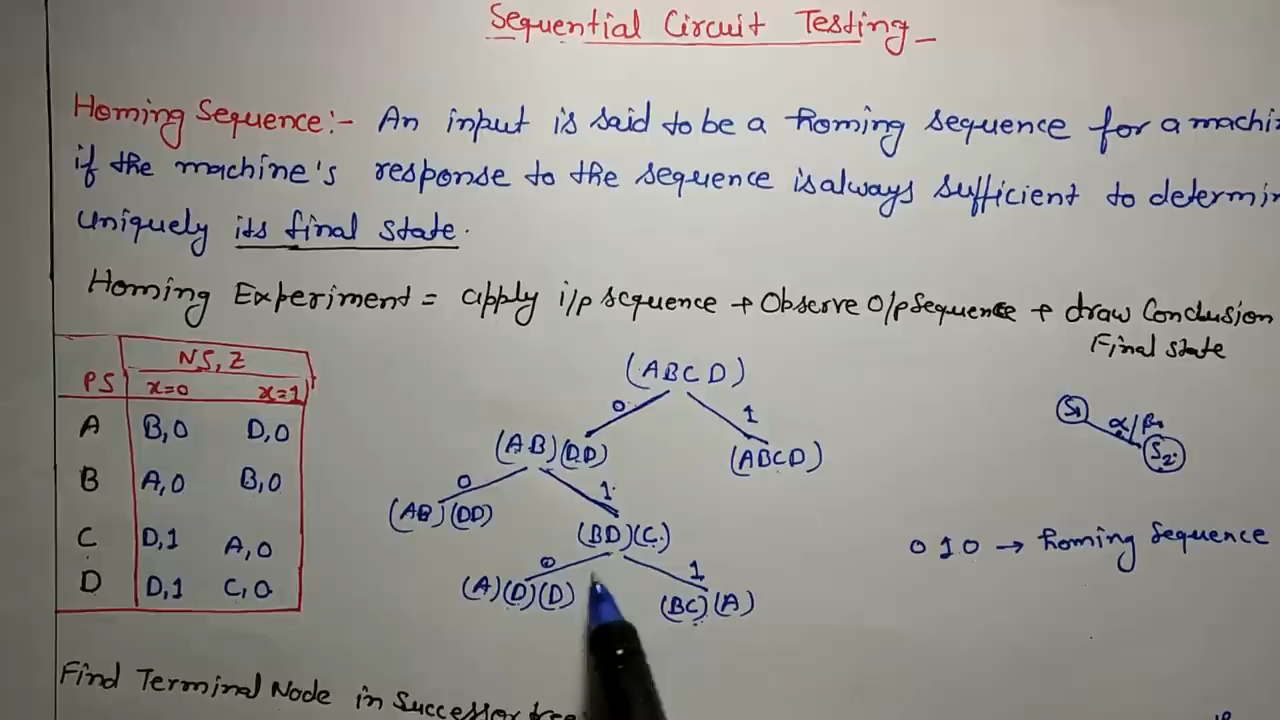 Sequential Circuit Testing
Homing Sequence:- An input is said to be a Homing sequence for a machi
if the machine's response to the sequence is always sufficient to determi
Uniquely its final state.
Homing Experiment = apply i/p sequence + Observe O/p Sequence + draw Conclusion
Final state
NS, Z
PS x=0 x=1
A B,0 D,0
B A,0 B,0
C D,1 A,0
D D,1 C,0
(ABCD)
0 1
(AB)(DD) (ABCD)
0 1
(AB)(DD) (BD)(C)
0 1
(A)(D)(D) (BC)(A)
S1 S2
0 1 0 → Homing Sequence
Find Terminal Node in Successor tree